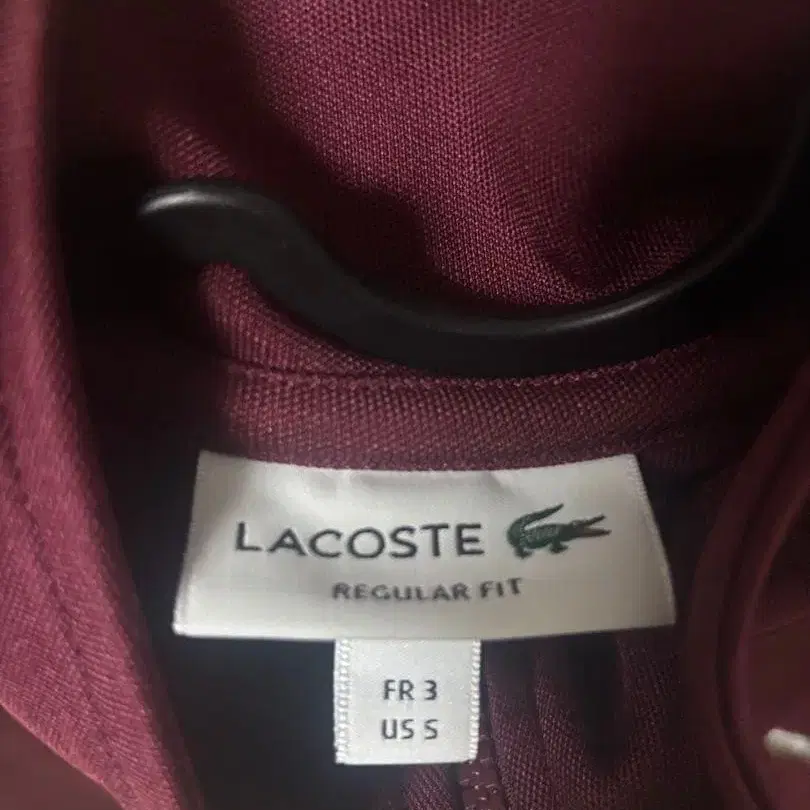 LACOSTE
REGULAR FIT
FR 3
US S